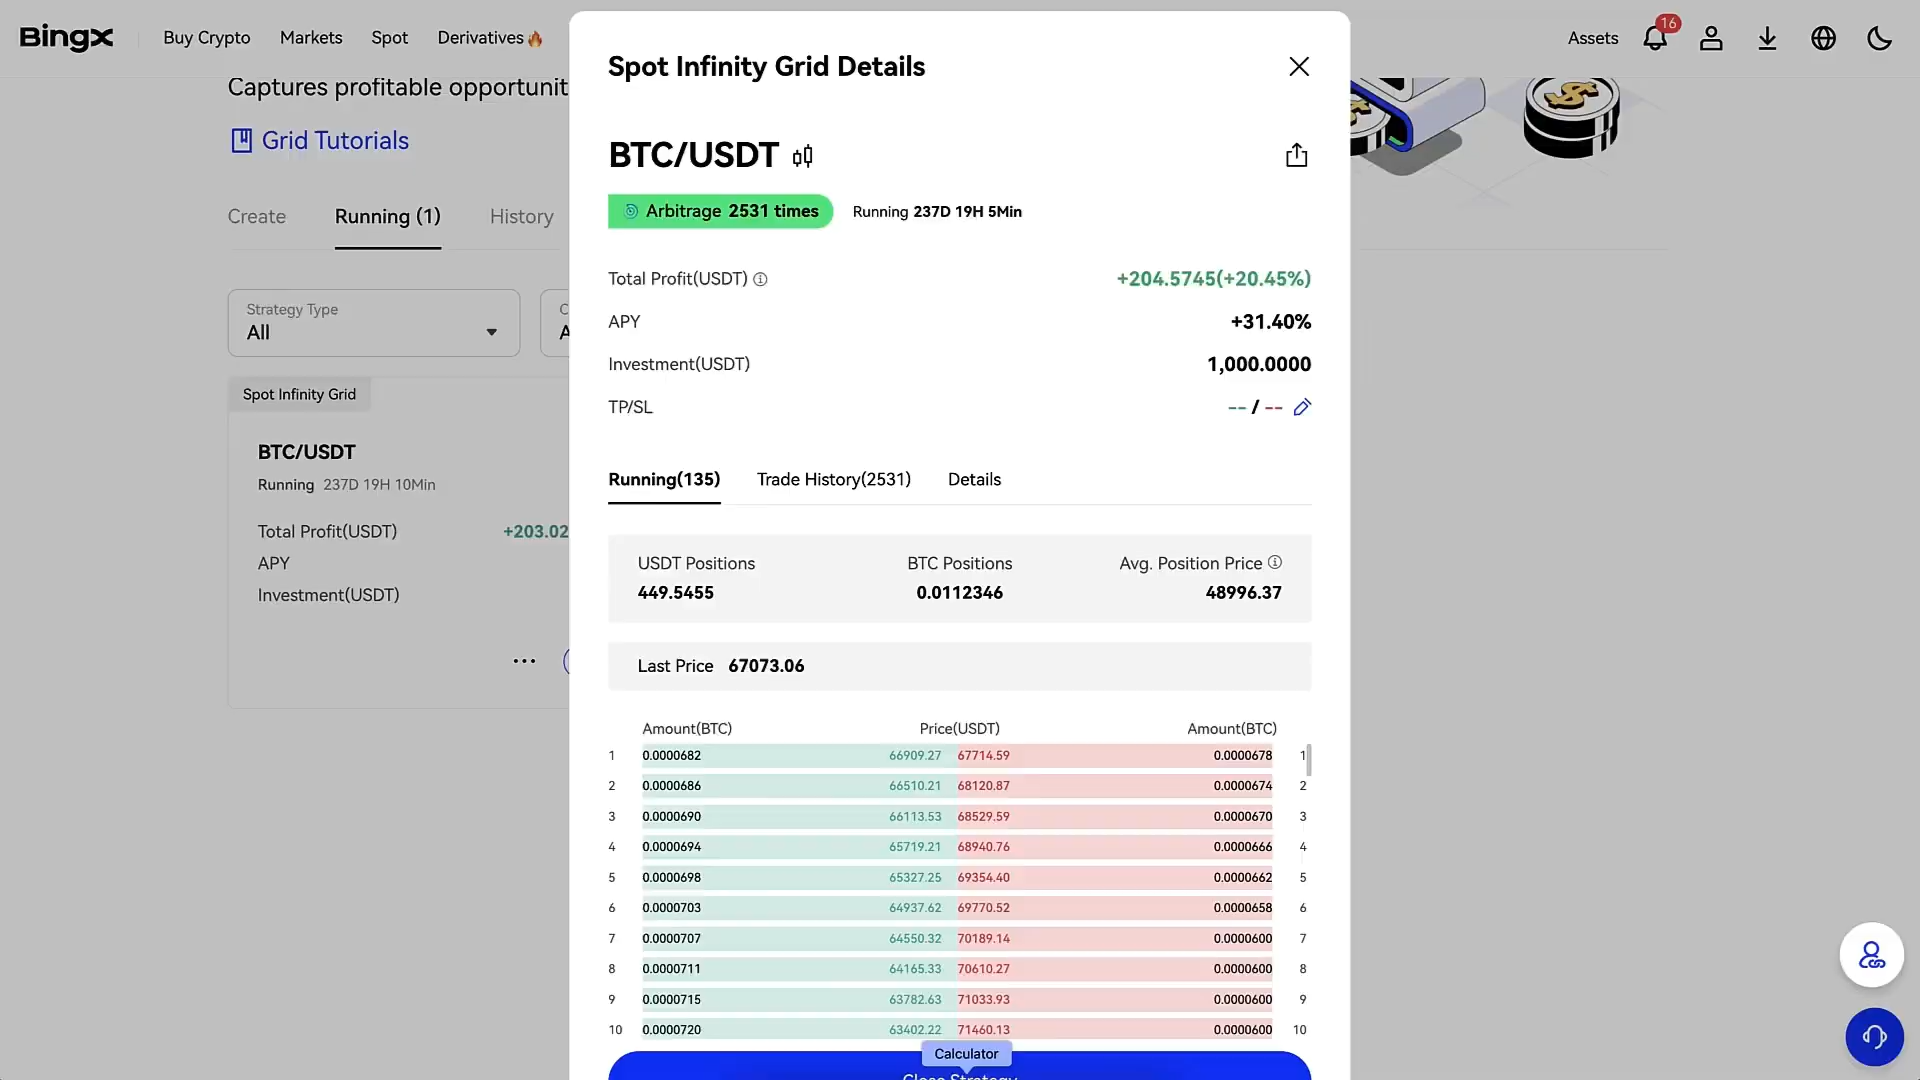 BingX
Buy Crypto
Markets
Spot
Derivatives
Assets
16
Captures profitable opportunit
Grid Tutorials
Create
Running (1)
History
Strategy Type
All
Spot Infinity Grid
BTC/USDT
Running 237D 19H 10Min
Total Profit(USDT) +203.02
APY
Investment(USDT)
Spot Infinity Grid Details
BTC/USDT
Arbitrage 2531 times
Running 237D 19H 5Min
Total Profit(USDT) +204.5745(+20.45%)
APY +31.40%
Investment(USDT) 1,000.0000
TP/SL -- / --
Running(135)
Trade History(2531)
Details
USDT Positions BTC Positions Avg. Position Price
449.5455 0.0112346 48996.37
Last Price 67073.06
Amount(BTC) Price(USDT) Amount(BTC)
1 0.0000682 66909.27 67714.59 0.0000678 1
2 0.0000686 66510.21 68120.87 0.0000674 2
3 0.0000690 66113.53 68529.59 0.0000670 3
4 0.0000694 65719.21 68940.76 0.0000666 4
5 0.0000698 65327.25 69354.40 0.0000662 5
6 0.0000703 64937.62 69770.52 0.0000658 6
7 0.0000707 64550.32 70189.14 0.0000600 7
8 0.0000711 64165.33 70610.27 0.0000600 8
9 0.0000715 63782.63 71033.93 0.0000600 9
10 0.0000720 63402.22 71460.13 0.0000600 10
Calculator
Close Strategy